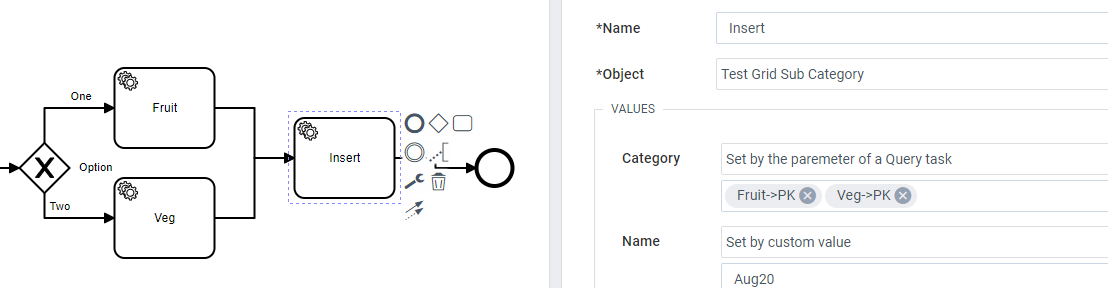 One
Fruit
Option
Insert
Two
Veg
*Name
Insert
*Object
Test Grid Sub Category
VALUES
Category
Set by the paremeter of a Query task
Fruit->PK
Veg->PK
Name
Set by custom value
Aug20